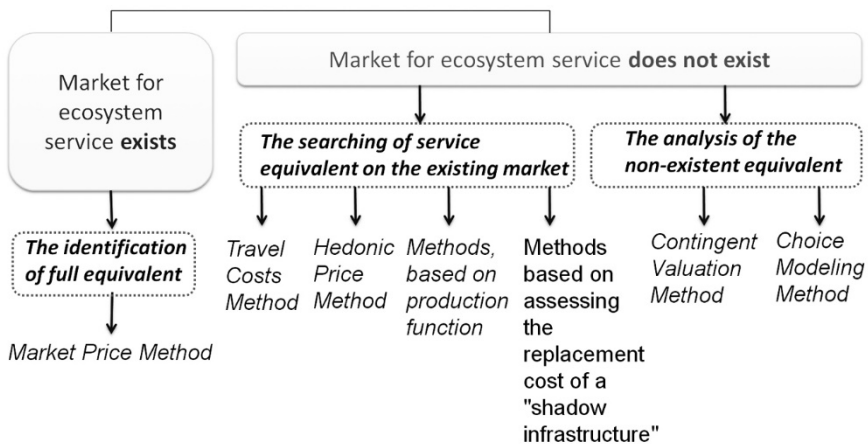 Market for
ecosystem
service exists
Market for ecosystem service does not exist
The searching of service
equivalent on the existing market
The analysis of the
non-existent equivalent
The identification
of full equivalent
Market Price Method
Travel
Costs
Method
Hedonic
Price
Method
Methods,
based on
production
function
Methods
based on
assessing
the
replacement
cost of a
"shadow
infrastructure"
Contingent
Valuation
Method
Choice
Modeling
Method